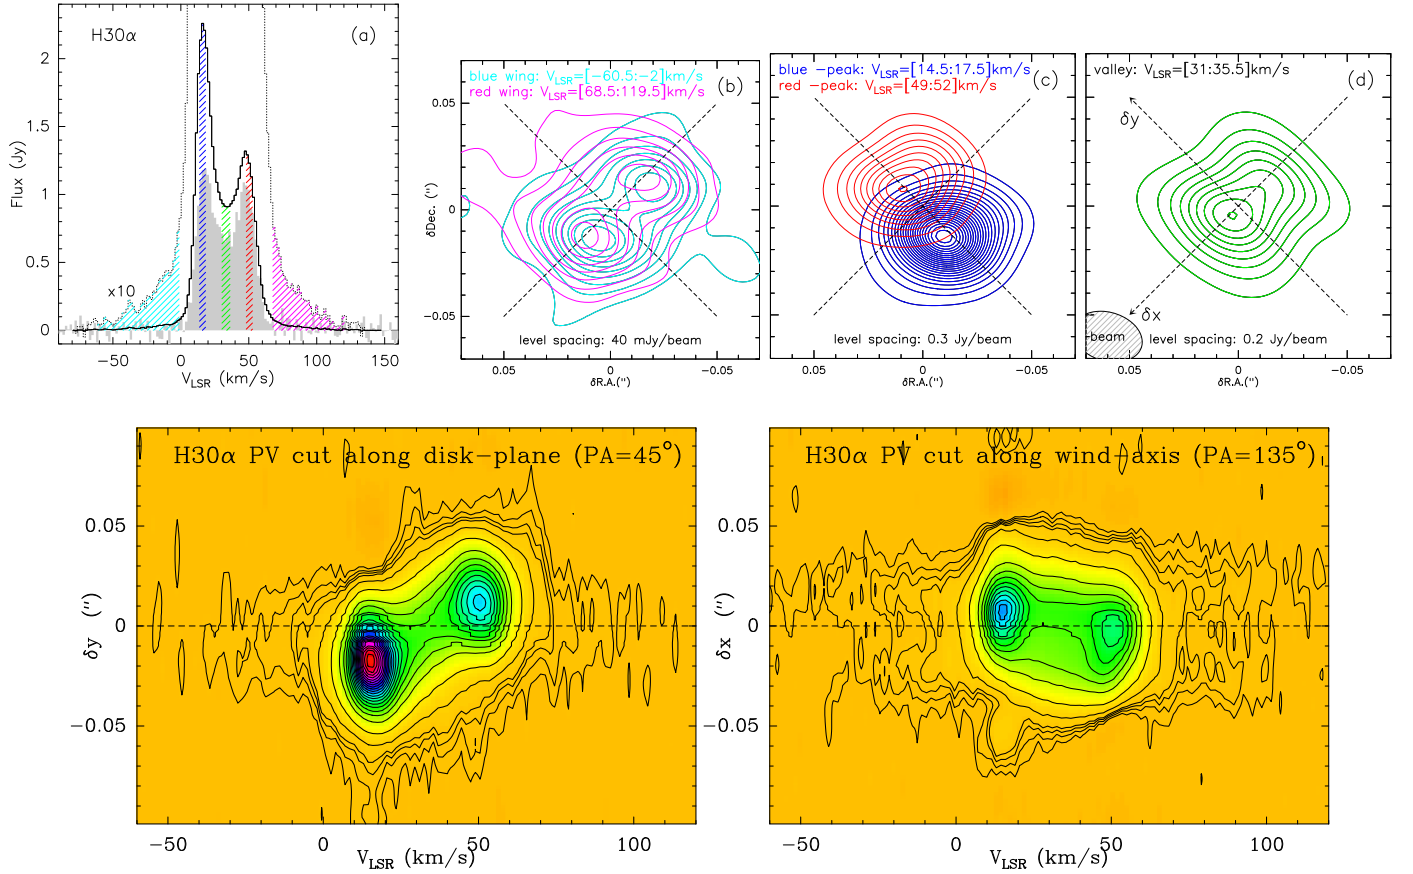 H30α
(a)
x10
Flux (Jy)
2
1.5
1
0.5
0
−50
0
50
100
150
V_LSR (km/s)
blue wing: V_LSR=[−60.5:−2]km/s
red wing: V_LSR=[68.5:119.5]km/s
(b)
δDec. (")
0.05
0
−0.05
level spacing: 40 mJy/beam
0.05
0
−0.05
δR.A.(")
blue −peak: V_LSR=[14.5:17.5]km/s
red −peak: V_LSR=[49:52]km/s
(c)
level spacing: 0.3 Jy/beam
0.05
0
−0.05
δR.A.(")
valley: V_LSR=[31:35.5]km/s
(d)
δy
δx
beam
level spacing: 0.2 Jy/beam
0.05
0
−0.05
δR.A.(")
H30α PV cut along disk−plane (PA=45°)
δy (")
0.05
0
−0.05
−50
0
50
100
V_LSR (km/s)
H30α PV cut along wind−axis (PA=135°)
δx (")
0.05
0
−0.05
−50
0
50
100
V_LSR (km/s)